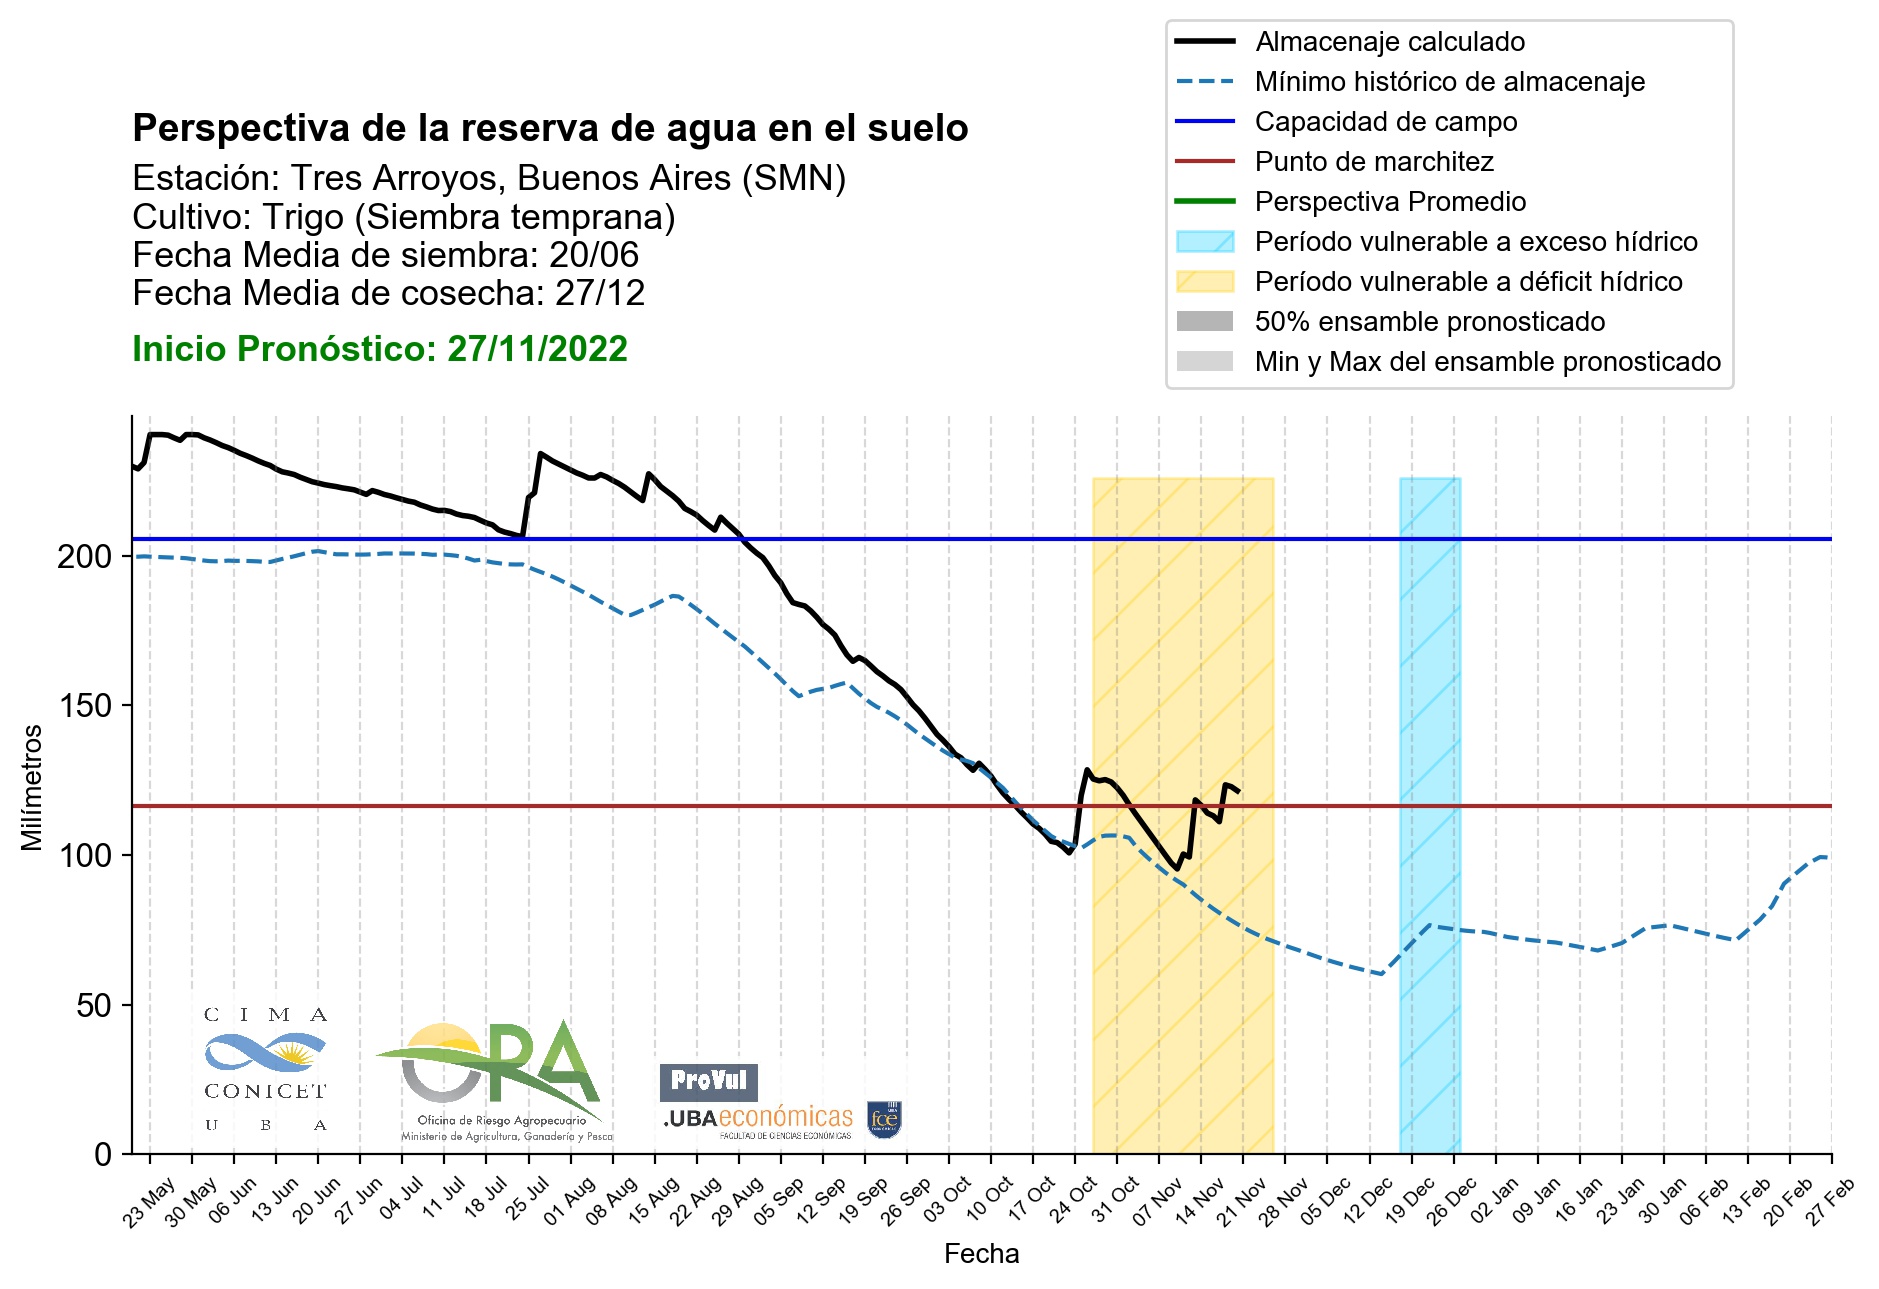 Almacenaje calculado
Mínimo histórico de almacenaje
Capacidad de campo
Punto de marchitez
Perspectiva Promedio
Período vulnerable a exceso hídrico
Período vulnerable a déficit hídrico
50% ensamble pronosticado
Min y Max del ensamble pronosticado
Perspectiva de la reserva de agua en el suelo
Estación: Tres Arroyos, Buenos Aires (SMN)
Cultivo: Trigo (Siembra temprana)
Fecha Media de siembra: 20/06
Fecha Media de cosecha: 27/12
Inicio Pronóstico: 27/11/2022
Milímetros
200
150
100
50
0
CIMA
CONICET
UBA
ORA
Oficina de Riesgo Agropecuario
Ministerio de Agricultura, Ganadería y Pesca
ProVul
.UBAeconómicas
FACULTAD DE CIENCIAS ECONÓMICAS
fce
23 May
30 May
06 Jun
13 Jun
20 Jun
27 Jun
04 Jul
11 Jul
18 Jul
25 Jul
01 Aug
08 Aug
15 Aug
22 Aug
29 Aug
05 Sep
12 Sep
19 Sep
26 Sep
03 Oct
10 Oct
17 Oct
24 Oct
31 Oct
07 Nov
14 Nov
21 Nov
28 Nov
05 Dec
12 Dec
19 Dec
26 Dec
02 Jan
09 Jan
16 Jan
23 Jan
30 Jan
06 Feb
13 Feb
20 Feb
27 Feb
Fecha